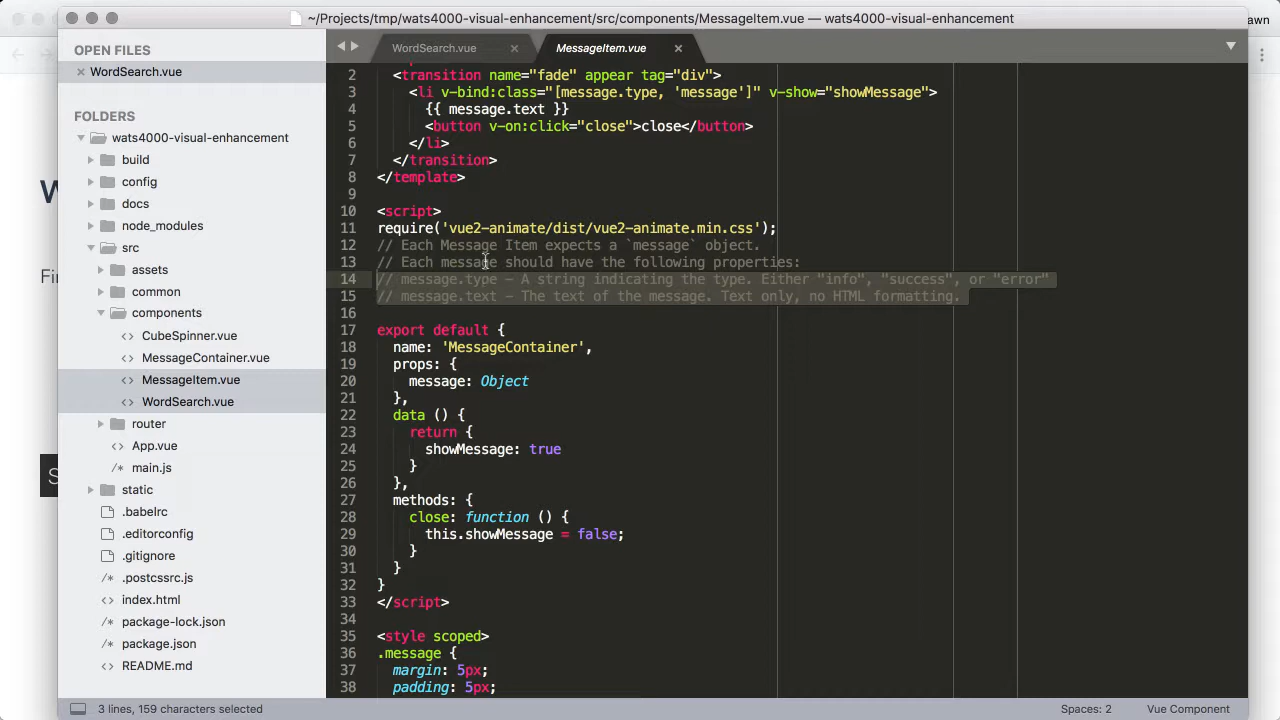 ~/Projects/tmp/wats4000-visual-enhancement/src/components/MessageItem.vue — wats4000-visual-enhancement
awn
OPEN FILES
WordSearch.vue
FOLDERS
wats4000-visual-enhancement
build
config
docs
node_modules
src
assets
common
components
CubeSpinner.vue
MessageContainer.vue
MessageItem.vue
WordSearch.vue
router
App.vue
main.js
static
.babelrc
.editorconfig
.gitignore
.postcssrc.js
index.html
package-lock.json
package.json
README.md
WordSearch.vue
MessageItem.vue
2 <transition name="fade" appear tag="div">
3 <li v-bind:class="[message.type, 'message']" v-show="showMessage">
4 {{ message.text }}
5 <button v-on:click="close">close</button>
6 </li>
7 </transition>
8 </template>
9
10 <script>
11 require('vue2-animate/dist/vue2-animate.min.css');
12 // Each Message Item expects a `message` object.
13 // Each message should have the following properties:
14 // message.type – A string indicating the type. Either "info", "success", or "error"
15 // message.text – The text of the message. Text only, no HTML formatting.
16
17 export default {
18 name: 'MessageContainer',
19 props: {
20 message: Object
21 },
22 data () {
23 return {
24 showMessage: true
25 }
26 },
27 methods: {
28 close: function () {
29 this.showMessage = false;
30 }
31 }
32 }
33 </script>
34
35 <style scoped>
36 .message {
37 margin: 5px;
38 padding: 5px;
W
Fin
S
3 lines, 159 characters selected
Spaces: 2
Vue Component